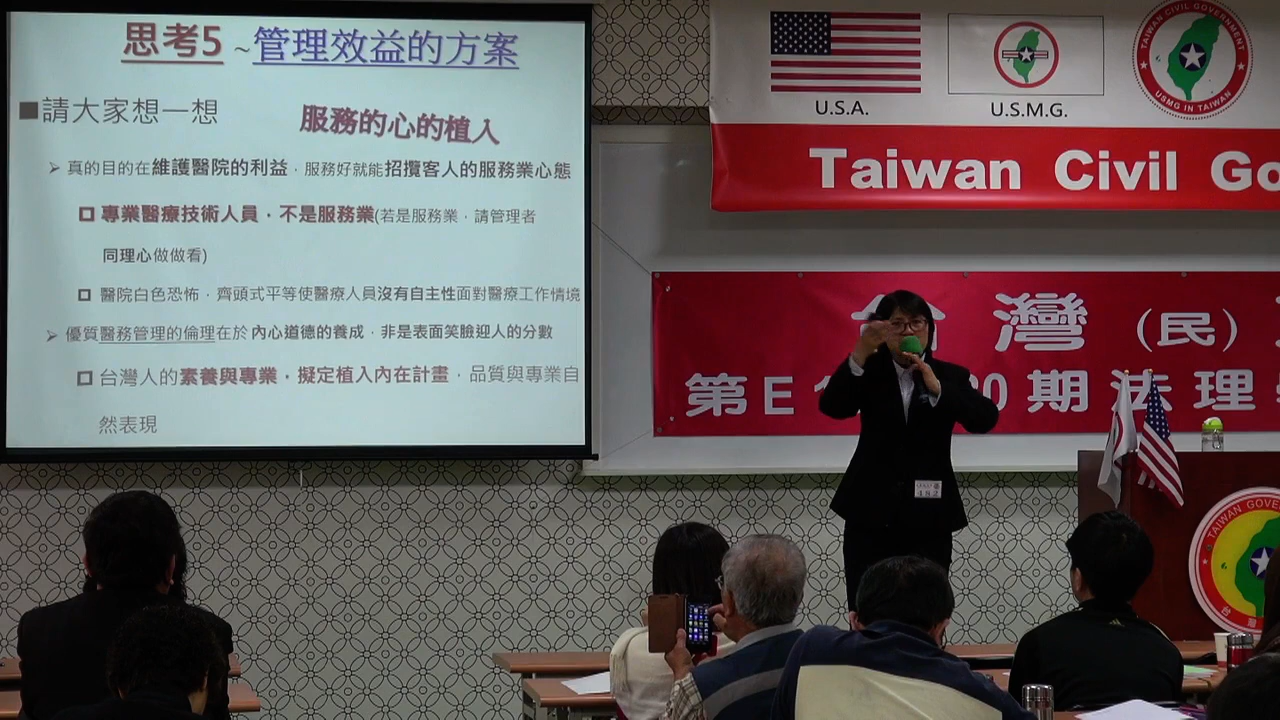 思考5 ~管理效益的方案
■請大家想一想
服務的心的植入
➢ 真的目的在維護醫院的利益，服務好就能招攬客人的服務業心態
專業醫療技術人員，不是服務業(若是服務業，請管理者
同理心做做看)
醫院白色恐怖，齊頭式平等使醫療人員沒有自主性面對醫療工作情境
➢ 優質醫務管理的倫理在於 內心道德的養成，非是表面笑臉迎人的分數
台灣人的素養與專業，擬定植入內在計畫，品質與專業自
然表現
U.S.A.
U.S.M.G.
TAIWAN CIVIL GOVERNMENT
USMG IN TAIWAN
Taiwan Civil Go
台 灣 (民)
第 E 0 期 法 理
482
TAIWAN GOVE
台 灣